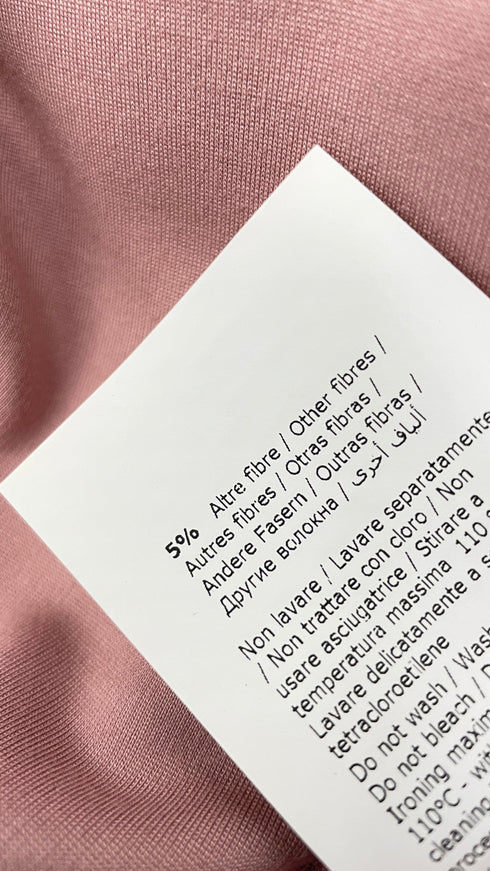 5% Altre fibre / Other fibres /
Autres fibres / Otras fibras /
Andere Fasern / Outras fibras /
Другие волокна / ألياف أخرى
Non lavare / Lavare separatamente
/ Non trattare con cloro / Non
usare asciugatrice / Stirare a
temperatura massima 110
Lavare delicatamente a
tetracloroetilene
Do not wash / Wash
Do not bleach /
Ironing
110°C -
cleaning